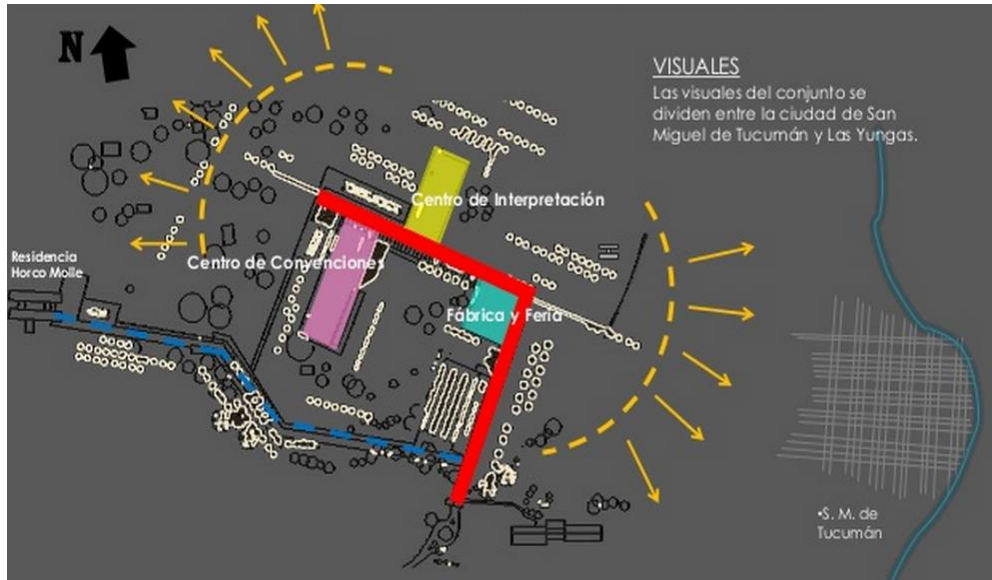 N
VISUALES
Las visuales del conjunto se
dividen entre la ciudad de San
Miguel de Tucumán y Las Yungas.
Centro de Interpretación
Centro de Convenciones
Residencia
Horco Molle
Fábrica y Feria
•S. M. de
Tucumán